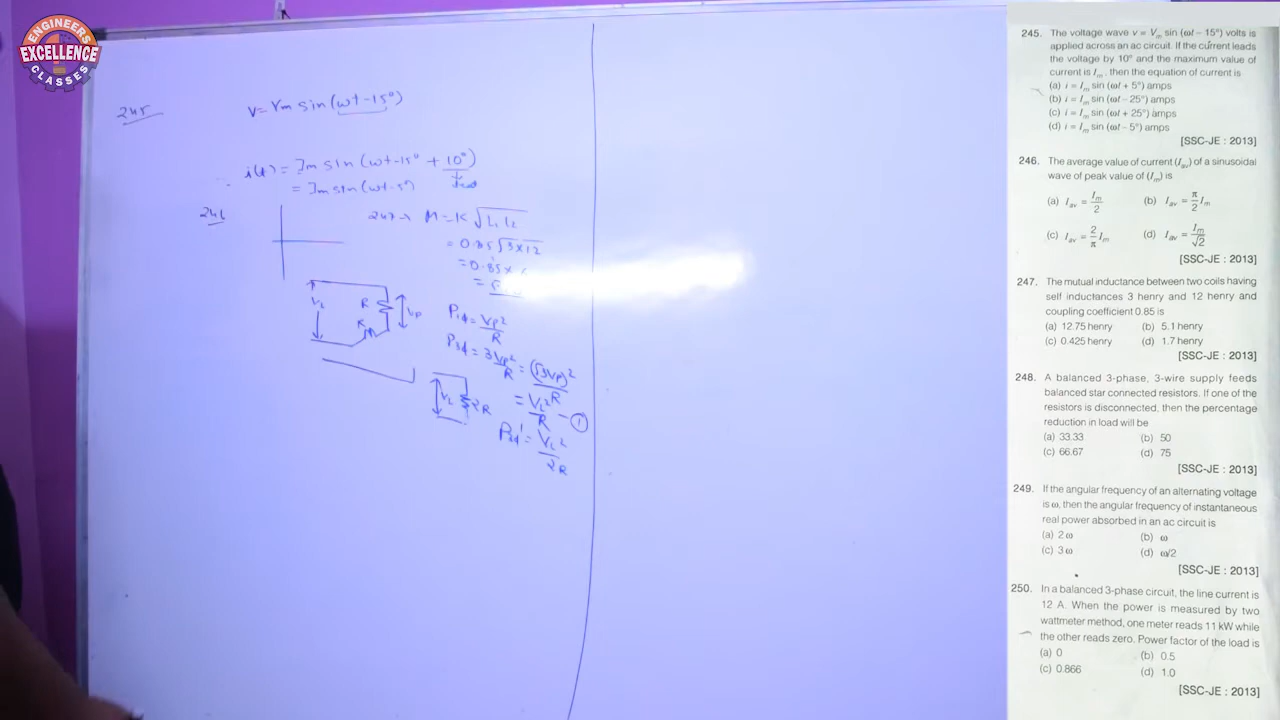 ENGINEERS
EXCELLENCE
CLASSES
245
V = Vm sin (ωt-15°)
i(t) = Im sin (ωt-15° + 10°)
= Im sin (ωt-5°)
246
247 → M = K √L1 L2
= 0.85 √3×12
= 0.85 ×
VL
R
VP
P1ϕ = VP²/R
P3ϕ = 3VP²/R = (√3VP)²/R
= VL²/R - ①
VL
2R
= VL²/2R
245. The voltage wave v = Vm sin (ωt – 15°) volts is
applied across an ac circuit. If the current leads
the voltage by 10° and the maximum value of
current is Im, then the equation of current is
(a) i = Im sin (ωt + 5°) amps
(b) i = Im sin (ωt – 25°) amps
(c) i = Im sin (ωt + 25°) amps
(d) i = Im sin (ωt – 5°) amps
[SSC-JE : 2013]
246. The average value of current (Iav) of a sinusoidal
wave of peak value of (Im) is
(a) Iav = Im/2 (b) Iav = π/2 Im
(c) Iav = 2/π Im (d) Iav = Im/√2
[SSC-JE : 2013]
247. The mutual inductance between two coils having
self inductances 3 henry and 12 henry and
coupling coefficient 0.85 is
(a) 12.75 henry (b) 5.1 henry
(c) 0.425 henry (d) 1.7 henry
[SSC-JE : 2013]
248. A balanced 3-phase, 3-wire supply feeds
balanced star connected resistors. If one of the
resistors is disconnected, then the percentage
reduction in load will be
(a) 33.33 (b) 50
(c) 66.67 (d) 75
[SSC-JE : 2013]
249. If the angular frequency of an alternating voltage
is ω, then the angular frequency of instantaneous
real power absorbed in an ac circuit is
(a) 2ω (b) ω
(c) 3ω (d) ω/2
[SSC-JE : 2013]
250. In a balanced 3-phase circuit, the line current is
12 A. When the power is measured by two
wattmeter method, one meter reads 11 kW while
the other reads zero. Power factor of the load is
(a) 0 (b) 0.5
(c) 0.866 (d) 1.0
[SSC-JE : 2013]